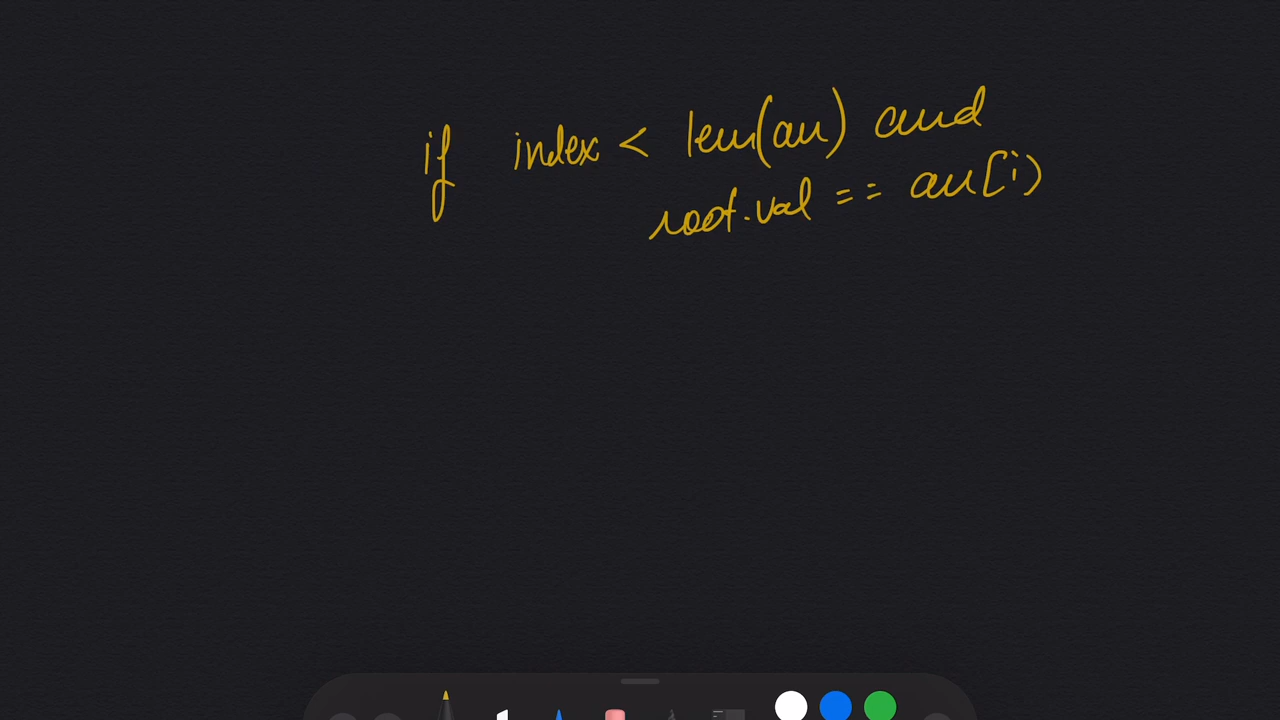 if index < len(arr) and
root.val == arr[i)